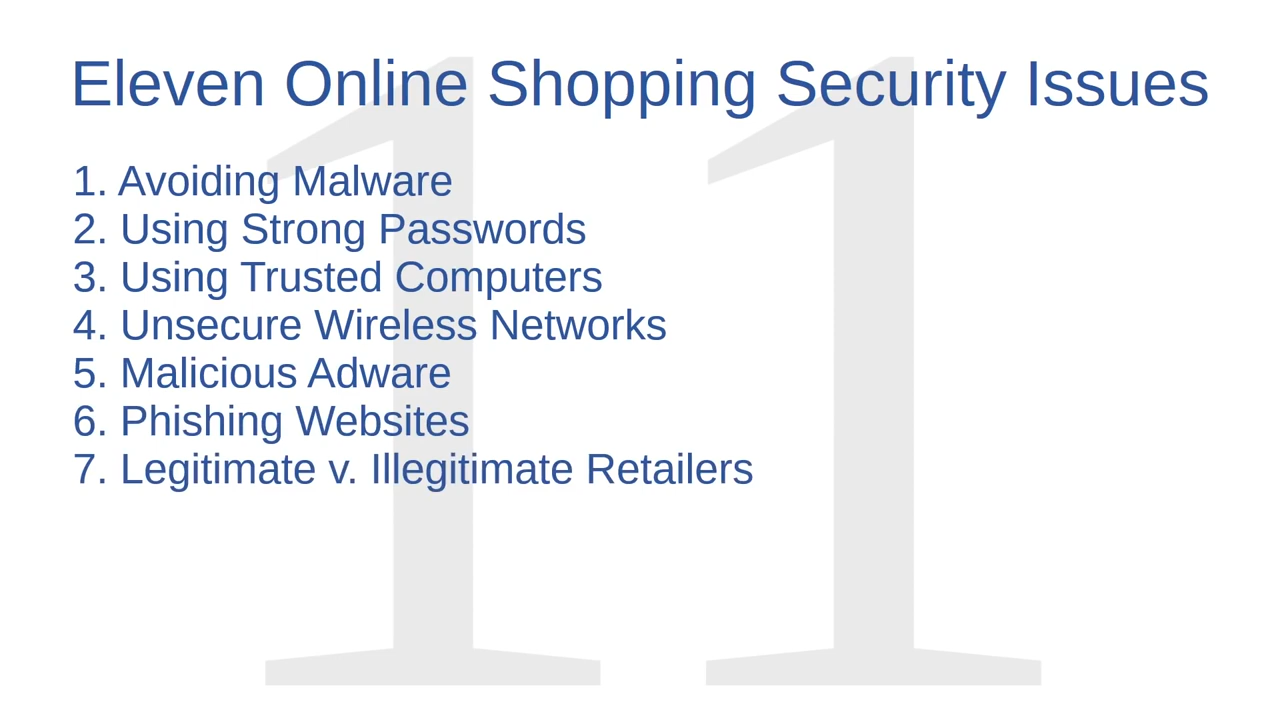 Eleven Online Shopping Security Issues
1. Avoiding Malware
2. Using Strong Passwords
3. Using Trusted Computers
4. Unsecure Wireless Networks
5. Malicious Adware
6. Phishing Websites
7. Legitimate v. Illegitimate Retailers
11